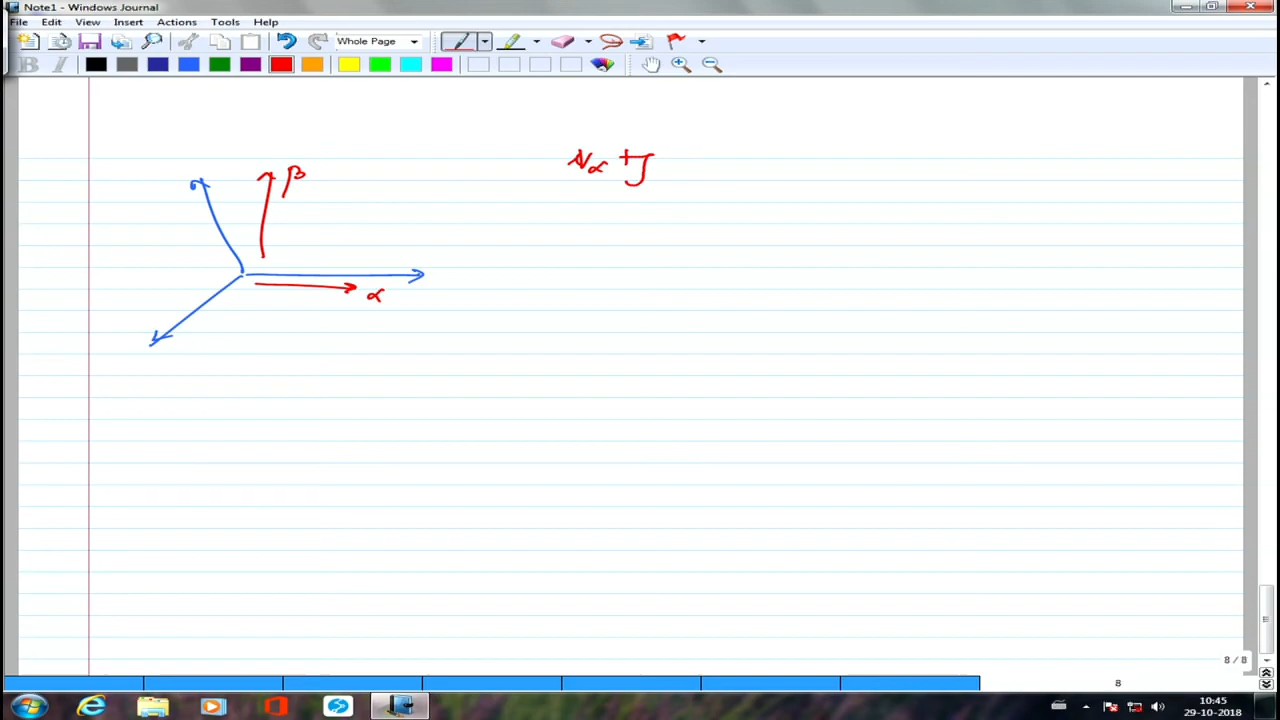 Note1 - Windows Journal
File Edit View Insert Actions Tools Help
Whole Page
B I
β
α
8 / 8
8
10:45
29-10-2018